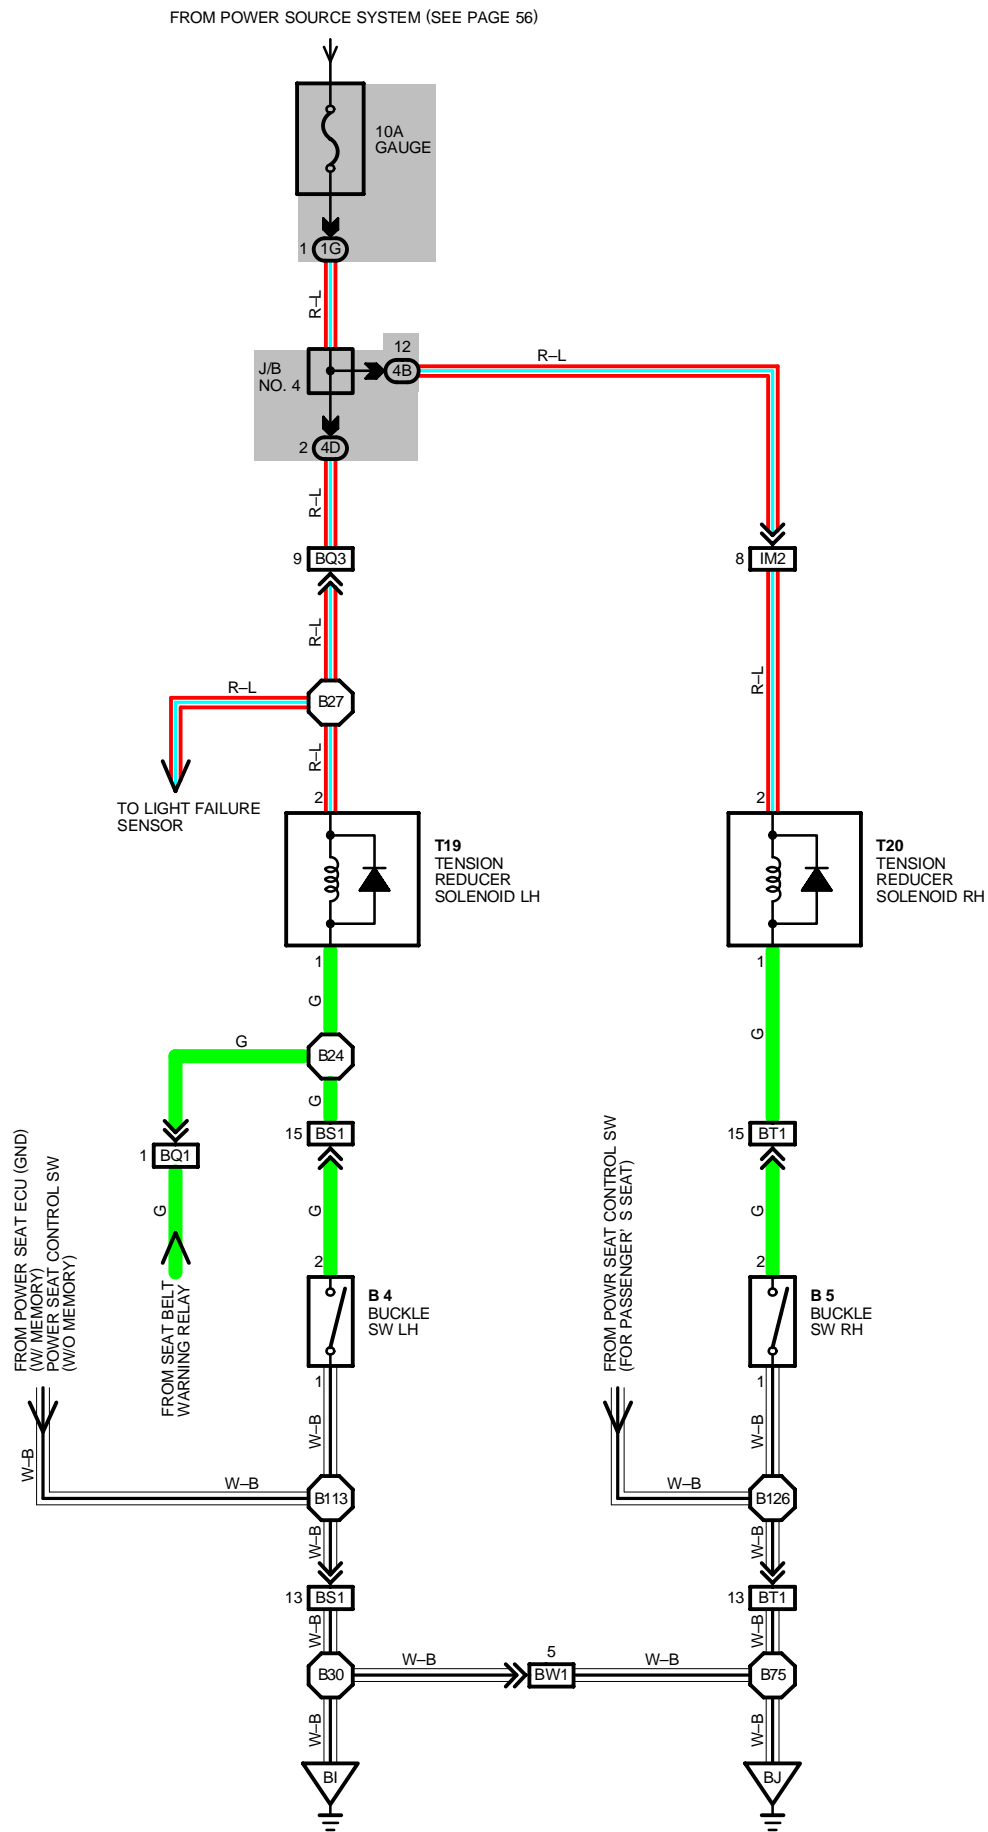 FROM POWER SOURCE SYSTEM (SEE PAGE 56)
10A
GAUGE
1
1G
R–L
J/B
NO. 4
12
4B
R–L
2
4D
R–L
9
BQ3
8
IM2
R–L
R–L
R–L
B27
R–L
TO LIGHT FAILURE
SENSOR
2
T19
TENSION
REDUCER
SOLENOID LH
2
T20
TENSION
REDUCER
SOLENOID RH
1
G
1
G
G
B24
G
15
BS1
15
BT1
1
BQ1
G
G
G
FROM POWER SEAT ECU (GND)
(W/ MEMORY)
POWER SEAT CONTROL SW
(W/O MEMORY)
FROM SEAT BELT
WARNING RELAY
2
B 4
BUCKLE
SW LH
1
FROM POWR SEAT CONTROL SW
(FOR PASSENGER' S SEAT)
2
B 5
BUCKLE
SW RH
1
W–B
W–B
W–B
W–B
B113
W–B
B126
W–B
W–B
13
BS1
13
BT1
W–B
W–B
B30
W–B
5
BW1
W–B
B75
W–B
W–B
BI
BJ